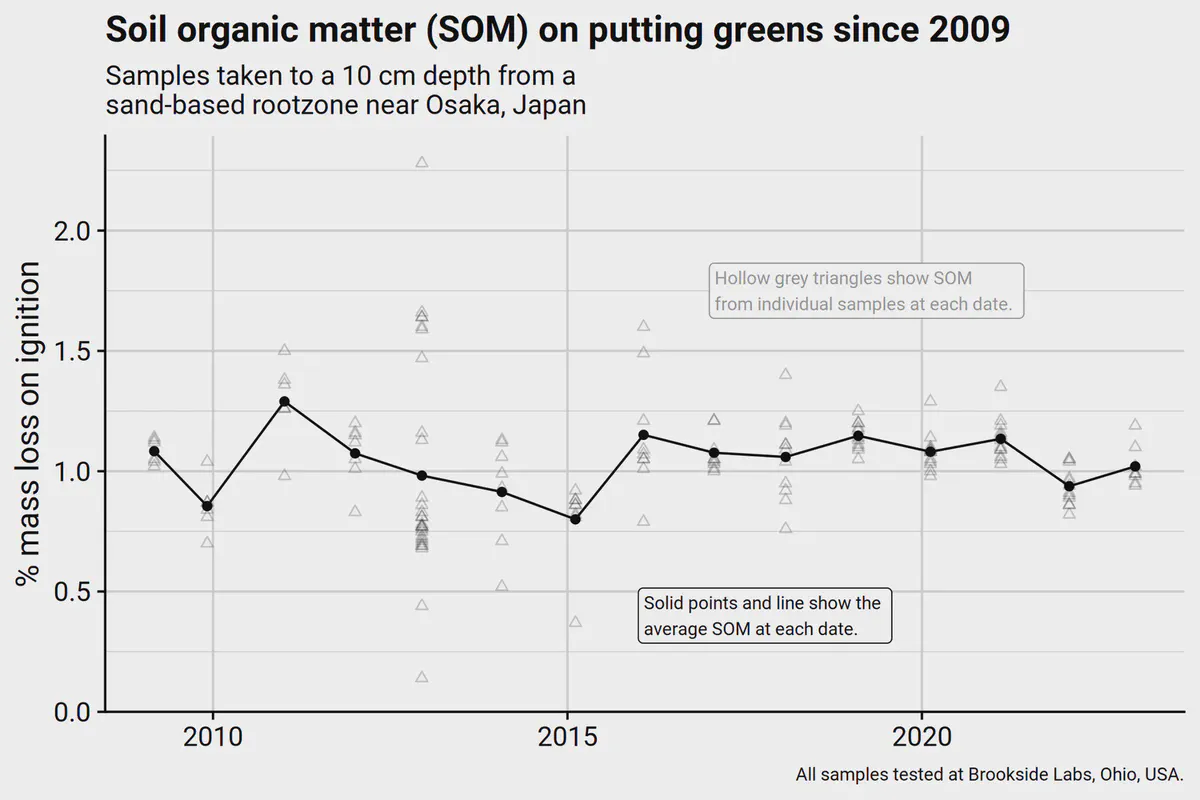 Soil organic matter (SOM) on putting greens since 2009
Samples taken to a 10 cm depth from a
sand-based rootzone near Osaka, Japan
% mass loss on ignition
2.0
1.5
1.0
0.5
0.0
Hollow grey triangles show SOM
from individual samples at each date.
Solid points and line show the
average SOM at each date.
2010
2015
2020
All samples tested at Brookside Labs, Ohio, USA.